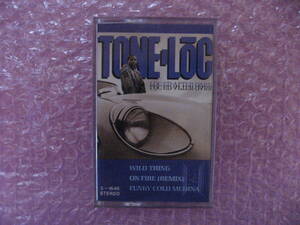 TONE•LŌC
WILD THING
ON FIRE (REMIX)
FUNKY COLD MEDINA
STEREO